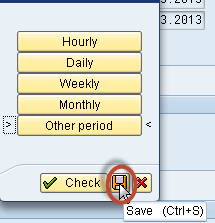 3.2013
3.2013
Hourly
Daily
Weekly
Monthly
> Other period <
Check
Save (Ctrl+S)